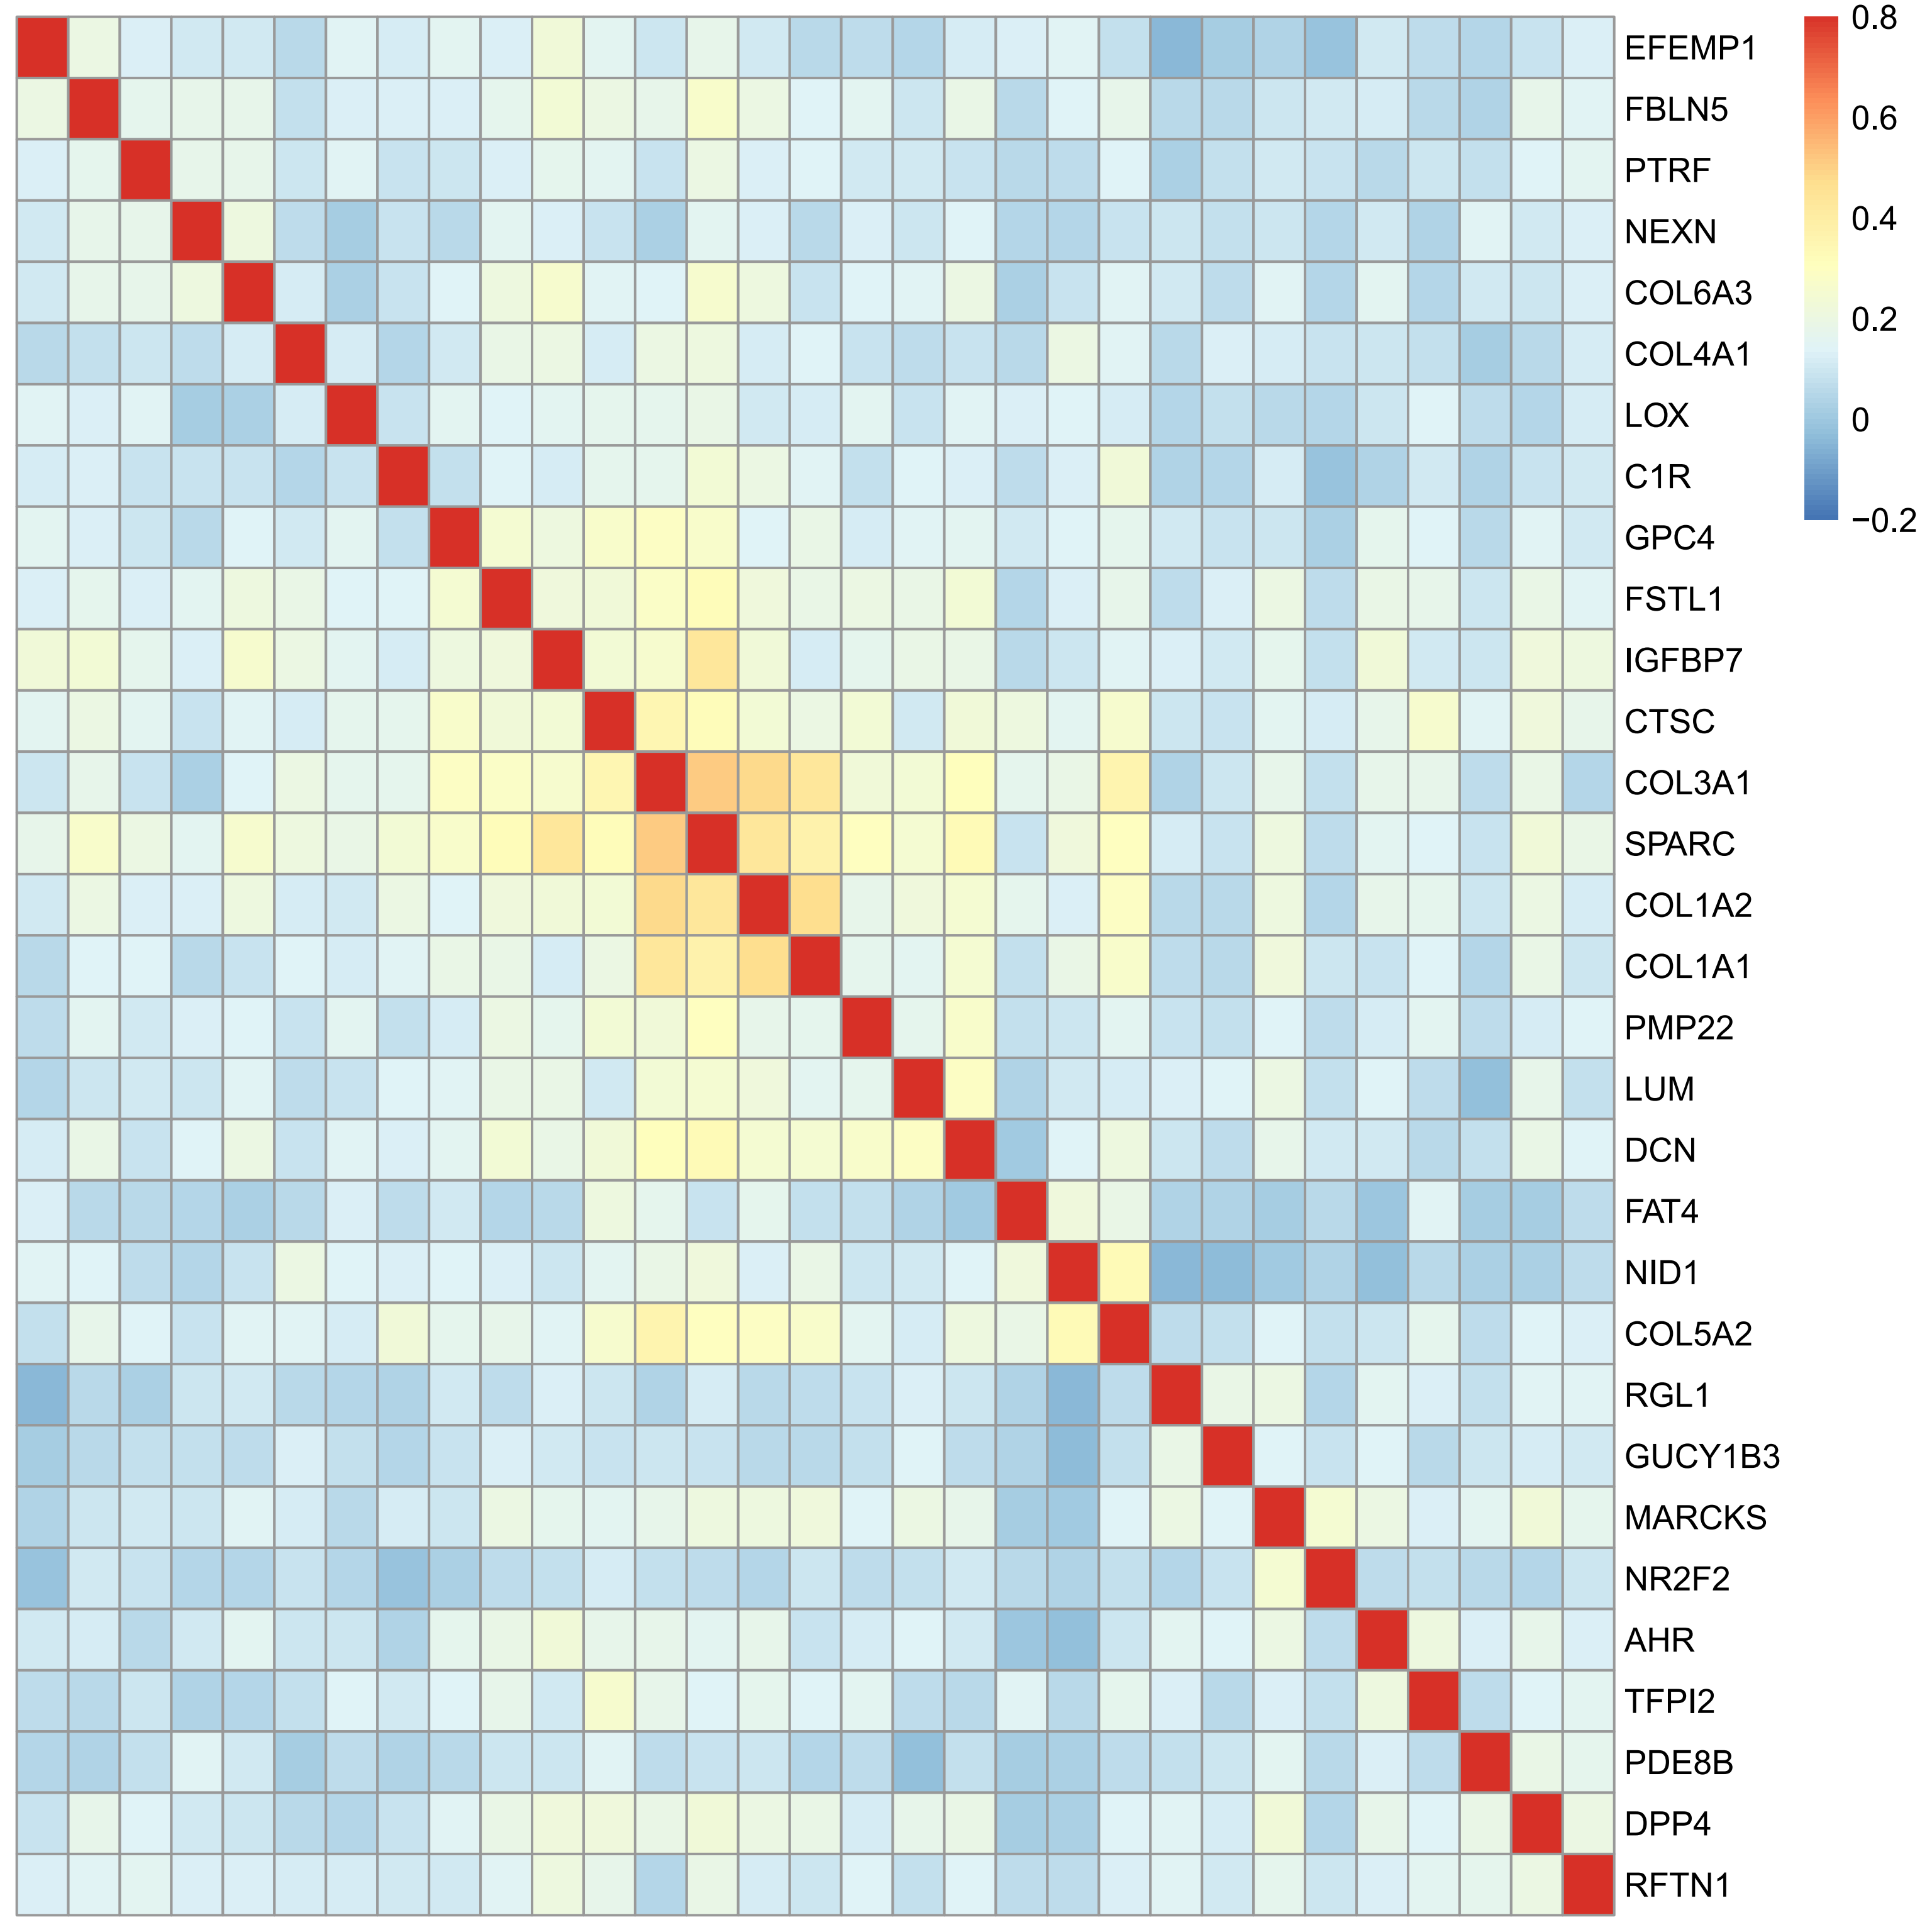 EFEMP1
FBLN5
PTRF
NEXN
COL6A3
COL4A1
LOX
C1R
GPC4
FSTL1
IGFBP7
CTSC
COL3A1
SPARC
COL1A2
COL1A1
PMP22
LUM
DCN
FAT4
NID1
COL5A2
RGL1
GUCY1B3
MARCKS
NR2F2
AHR
TFPI2
PDE8B
DPP4
RFTN1
0.8
0.6
0.4
0.2
0
−0.2